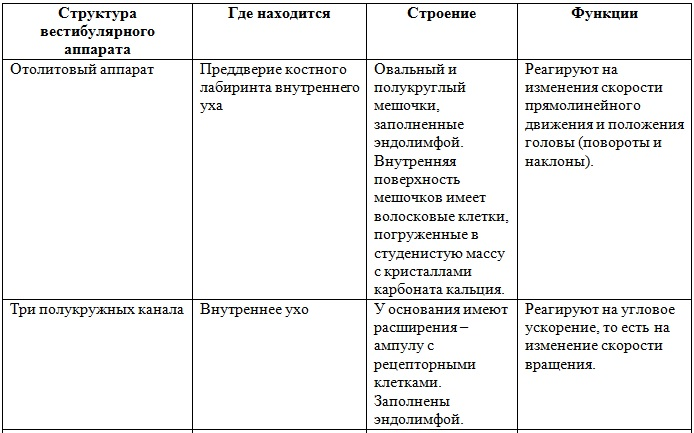 Структура
вестибулярного
аппарата
Где находится
Строение
Функции
Отолитовый аппарат
Преддверие костного
лабиринта внутреннего
уха
Овальный и
полукруглый
мешочки,
заполненные
эндолимфой.
Внутренняя
поверхность
мешочков имеет
волосковые клетки,
погруженные в
студенистую массу
с кристаллами
карбоната кальция.
Реагируют на
изменения скорости
прямолинейного
движения и положения
головы (повороты и
наклоны).
Три полукружных канала
Внутреннее ухо
У основания имеют
расширения –
ампулу с
рецепторными
клетками.
Заполнены
эндолимфой.
Реагируют на угловое
ускорение, то есть на
изменение скорости
вращения.